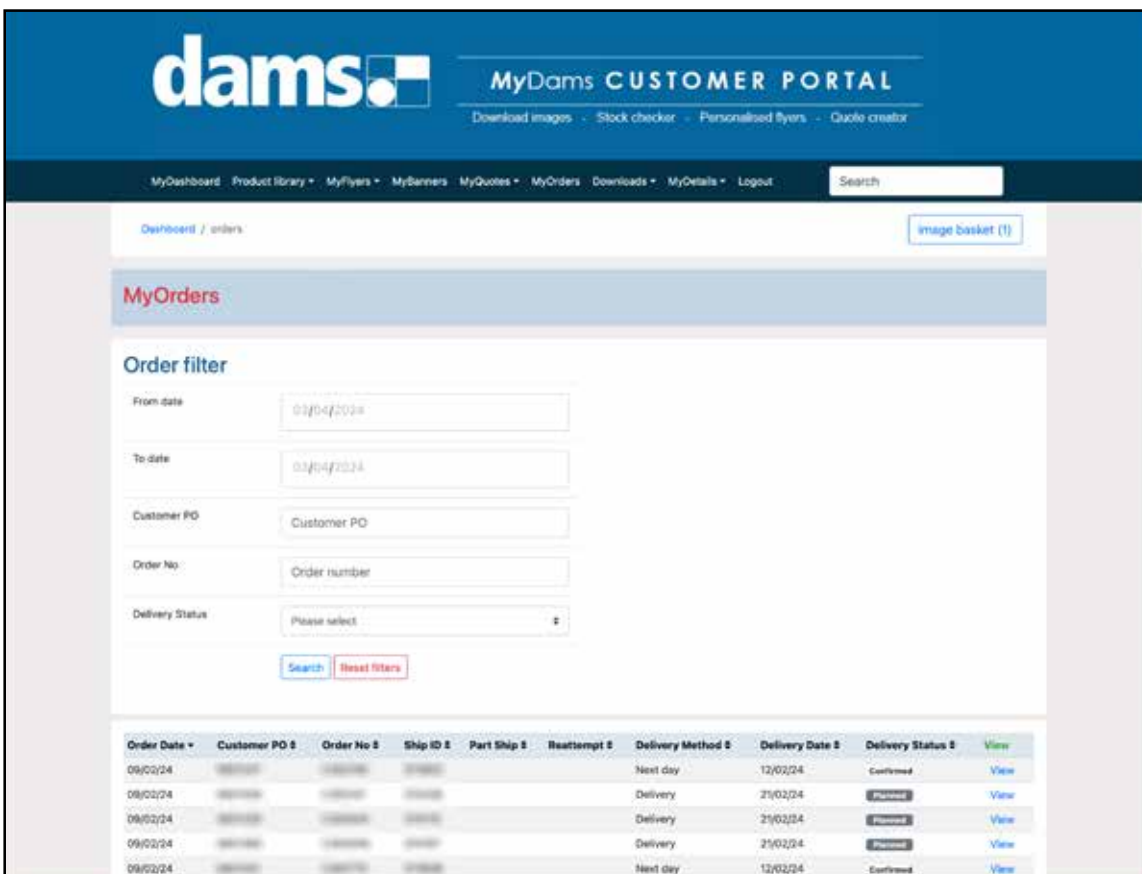 dams.
MyDams CUSTOMER PORTAL
Download images - Stock checker - Personalised flyers - Quote creator
MyDashboard Product library MyFlyers MyBanners MyQuotes MyOrders Downloads MyDetails Logout Search
Dashboard / orders image basket (1)
MyOrders
Order filter
From date 03/04/2024
To date 03/04/2024
Customer PO Customer PO
Order No Order number
Delivery Status Please select
Search Reset filters
Order Date Customer PO Order No Ship ID Part Ship Reattempt Delivery Method Delivery Date Delivery Status View
09/02/24 Next day 12/02/24 Confirmed View
09/02/24 Delivery 21/02/24 Planned View
09/02/24 Delivery 21/02/24 Planned View
09/02/24 Delivery 21/02/24 Planned View
09/02/24 Next day 12/02/24 Confirmed View